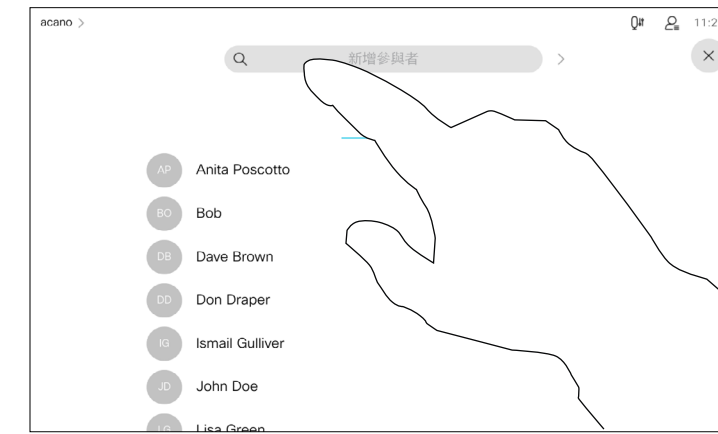 acano >
11:2
新增參與者
AP Anita Poscotto
BO Bob
DB Dave Brown
DD Don Draper
IG Ismail Gulliver
JD John Doe
LG Lisa Green